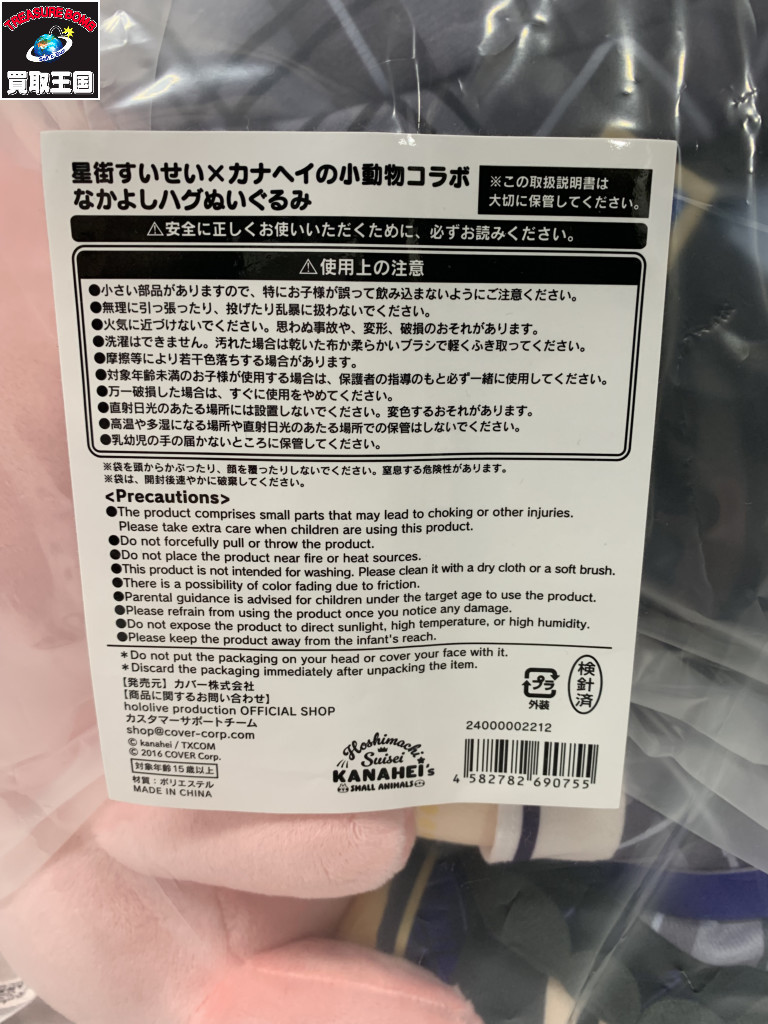 TREASURE BOMB
買取王国
星街すいせい×カナヘイの小動物コラボ
なかよしハグぬいぐるみ
※この取扱説明書は
大切に保管してください。
⚠安全に正しくお使いいただくために、必ずお読みください。
⚠使用上の注意
●小さい部品がありますので、特にお子様が誤って飲み込まないようにご注意ください。
●無理に引っ張ったり、投げたり乱暴に扱わないでください。
●火気に近づけないでください。思わぬ事故や、変形、破損のおそれがあります。
●洗濯はできません。汚れた場合は乾いた布か柔らかいブラシで軽くふき取ってください。
●摩擦等により若干色落ちする場合があります。
●対象年齢未満のお子様が使用する場合は、保護者の指導のもと必ず一緒に使用してください。
●万一破損した場合は、すぐに使用をやめてください。
●直射日光のあたる場所には設置しないでください。変色するおそれがあります。
●高温や多湿になる場所や直射日光のあたる場所での保管はしないでください。
●乳幼児の手の届かないところに保管してください。
※袋を頭からかぶったり、顔を覆ったりしないでください。窒息する危険性があります。
※袋は、開封後速やかに破棄してください。
<Precautions>
●The product comprises small parts that may lead to choking or other injuries.
Please take extra care when children are using this product.
●Do not forcefully pull or throw the product.
●Do not place the product near fire or heat sources.
●This product is not intended for washing. Please clean it with a dry cloth or a soft brush.
●There is a possibility of color fading due to friction.
●Parental guidance is advised for children under the target age to use the product.
●Please refrain from using the product once you notice any damage.
●Do not expose the product to direct sunlight, high temperature, or high humidity.
●Please keep the product away from the infant's reach.
＊Do not put the packaging on your head or cover your face with it.
＊Discard the packaging immediately after unpacking the item.
【発売元】カバー株式会社
【商品に関するお問い合わせ】
hololive production OFFICIAL SHOP
カスタマーサポートチーム
shop@cover-corp.com
© kanahei / TXCOM
© 2016 COVER Corp.
対象年齢15歳以上
材質：ポリエステル
MADE IN CHINA
プラ
外装
検針済
24000002212
Hoshimachi
Suisei
KANAHEI's
SMALL ANIMALS
4 582782 690755